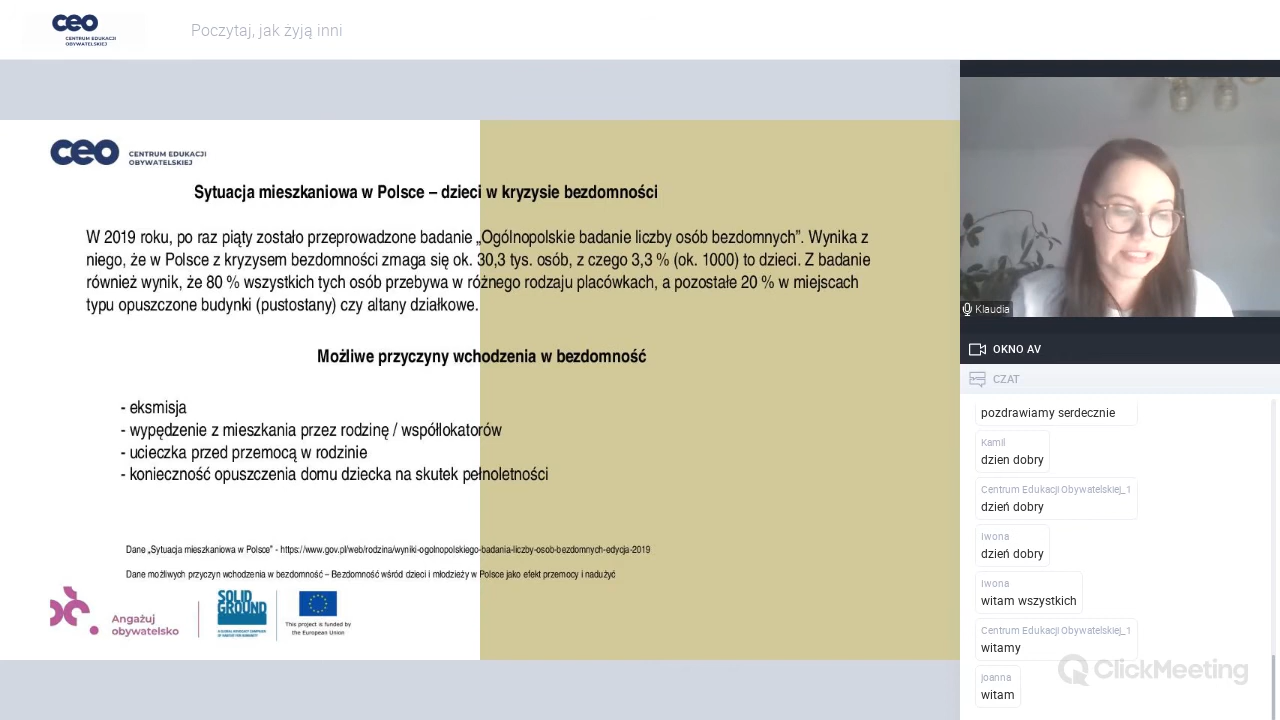 ceo
CENTRUM EDUKACJI
OBYWATELSKIEJ
Poczytaj, jak żyją inni
ceo
CENTRUM EDUKACJI
OBYWATELSKIEJ
Sytuacja mieszkaniowa w Polsce – dzieci w kryzysie bezdomności
W 2019 roku, po raz piąty zostało przeprowadzone badanie „Ogólnopolskie badanie liczby osób bezdomnych”. Wynika z
niego, że w Polsce z kryzysem bezdomności zmaga się ok. 30,3 tys. osób, z czego 3,3 % (ok. 1000) to dzieci. Z badanie
również wynik, że 80 % wszystkich tych osób przebywa w różnego rodzaju placówkach, a pozostałe 20 % w miejscach
typu opuszczone budynki (pustostany) czy altany działkowe.
Możliwe przyczyny wchodzenia w bezdomność
- eksmisja
- wypędzenie z mieszkania przez rodzinę / współłokatorów
- ucieczka przed przemocą w rodzinie
- konieczność opuszczenia domu dziecka na skutek pełnoletności
Dane „Sytuacja mieszkaniowa w Polsce” - https://www.gov.pl/web/rodzina/wyniki-ogolnopolskiego-badania-liczby-osob-bezdomnych-edycja-2019
Dane możliwych przyczyn wchodzenia w bezdomność – Bezdomność wśród dzieci i młodzieży w Polsce jako efekt przemocy i nadużyć
Angażuj
obywatelsko
SOLID
GROUND
A GLOBAL ADVOCACY CAMPAIGN
OF HABITAT FOR HUMANITY
This project is funded by
the European Union
Klaudia
OKNO AV
CZAT
pozdrawiamy serdecznie
Kamil
dzien dobry
Centrum Edukacji Obywatelskiej_1
dzień dobry
Iwona
dzień dobry
Iwona
witam wszystkich
Centrum Edukacji Obywatelskiej_1
witamy
joanna
witam
ClickMeeting